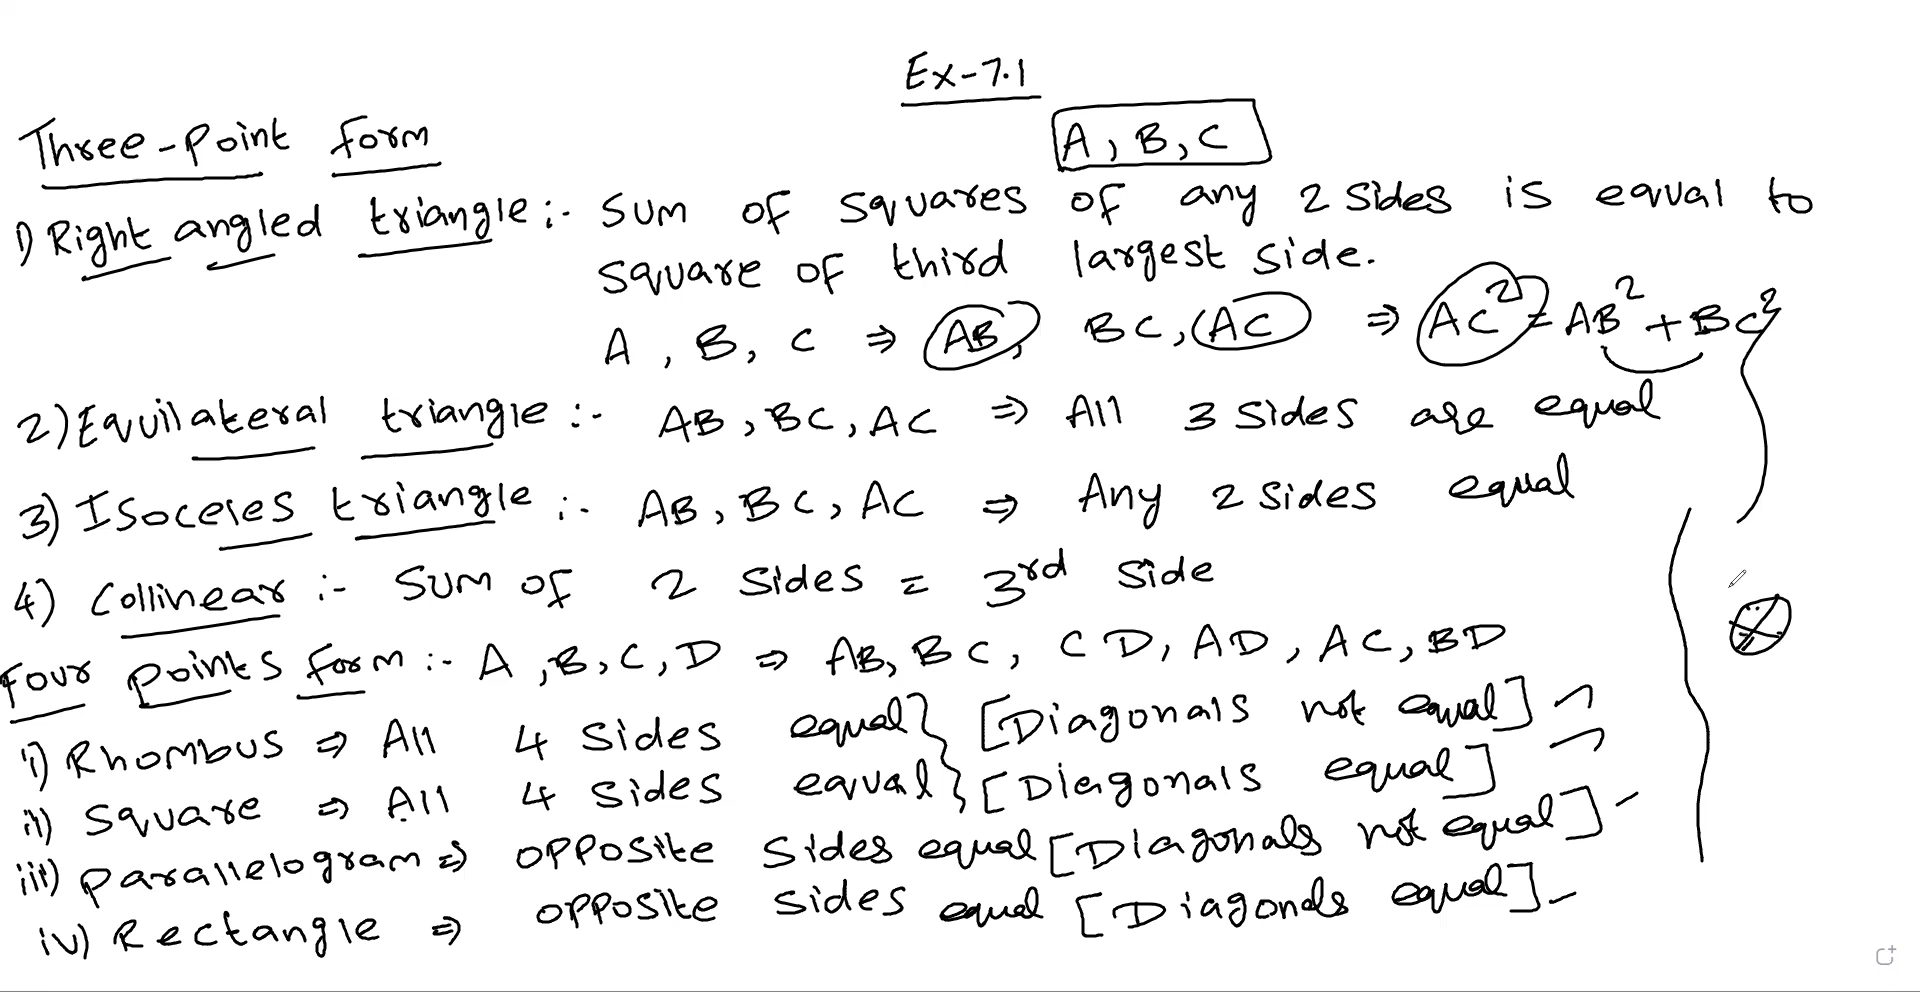 Ex-7.1
Three-Point form
A, B, C
1) Right angled triangle :- Sum of squares of any 2 sides is equal to
square of third largest side.
A, B, C ⇒ AB, BC, AC ⇒ AC² = AB² + BC²
2) Equilateral triangle :- AB, BC, AC ⇒ All 3 sides are equal
3) Isoceles triangle :- AB, BC, AC ⇒ Any 2 sides equal
4) Collinear :- Sum of 2 sides = 3rd side
Four points form :- A, B, C, D ⇒ AB, BC, CD, AD, AC, BD
i) Rhombus ⇒ All 4 sides equal} [Diagonals not equal]
ii) Square ⇒ All 4 sides equal} [Diagonals equal]
iii) Parallelogram ⇒ opposite sides equal [Diagonals not equal]
iv) Rectangle ⇒ opposite sides equal [Diagonals equal]